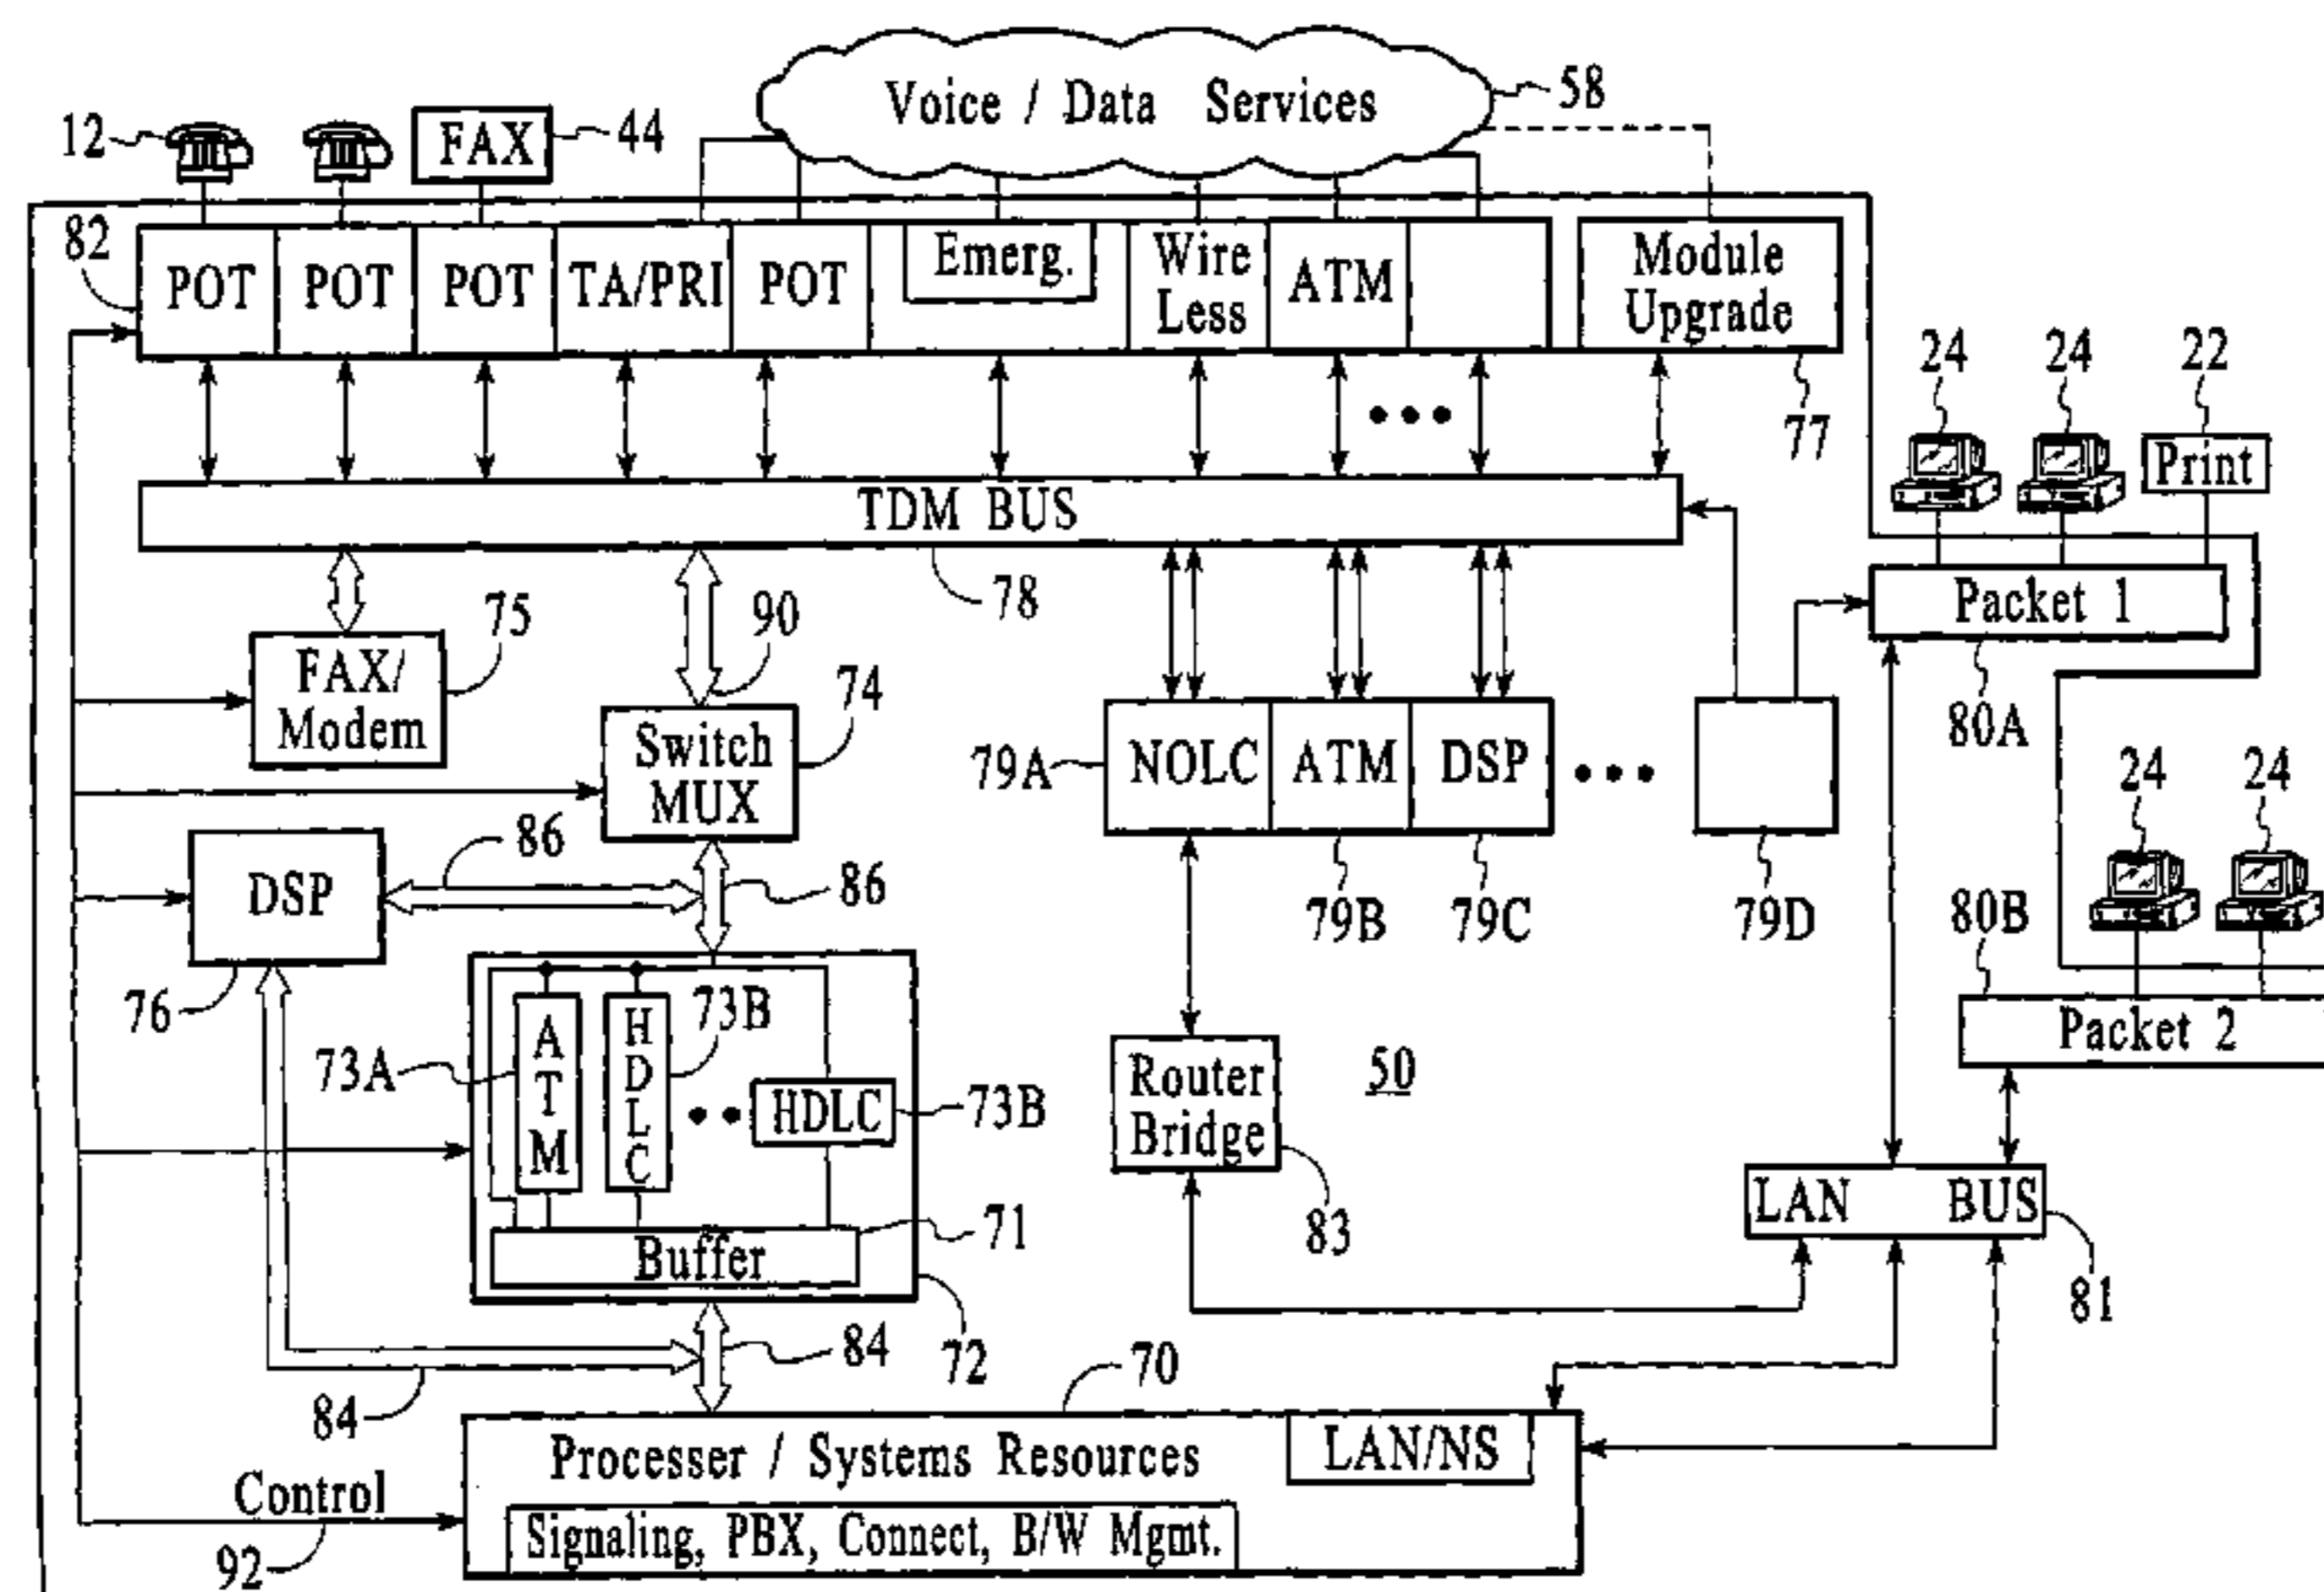 Voice / Data Services
58
12
FAX
44
82
POT
POT
POT
TA/PRI
POT
Emerg.
Wire
Less
ATM
Module
Upgrade
77
24
24
22
Print
TDM BUS
78
Packet 1
80A
75
FAX/
Modem
90
74
Switch
MUX
79A
NOLC
ATM
DSP
79B
79C
79D
24
24
80B
Packet 2
86
86
DSP
76
73A
A
T
M
H
D
L
C
73B
HDLC
73B
Buffer
71
72
Router
Bridge
83
50
LAN BUS
81
84
84
70
Processer / Systems Resources
LAN/NS
Signaling, PBX, Connect, B/W Mgmt.
Control
92